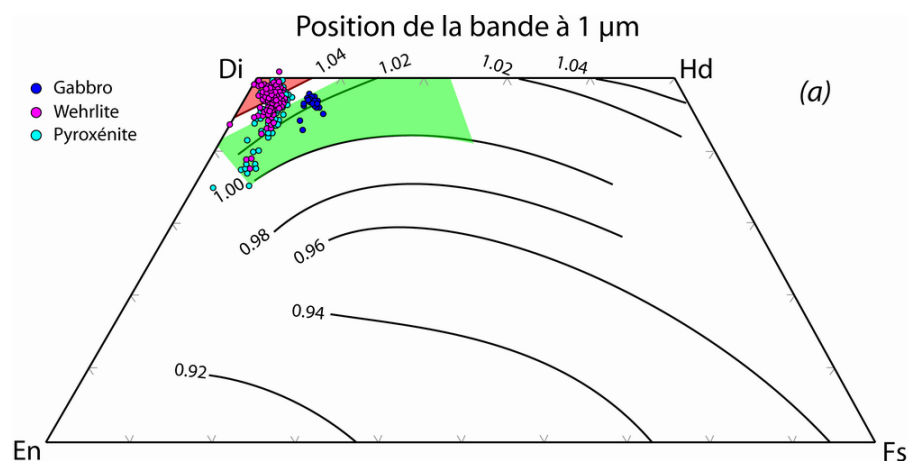 Position de la bande à 1 µm
Di
1.04
1.02
1.02
1.04
Hd
(a)
Gabbro
Wehrlite
Pyroxénite
1.00
0.98
0.96
0.94
0.92
En
Fs